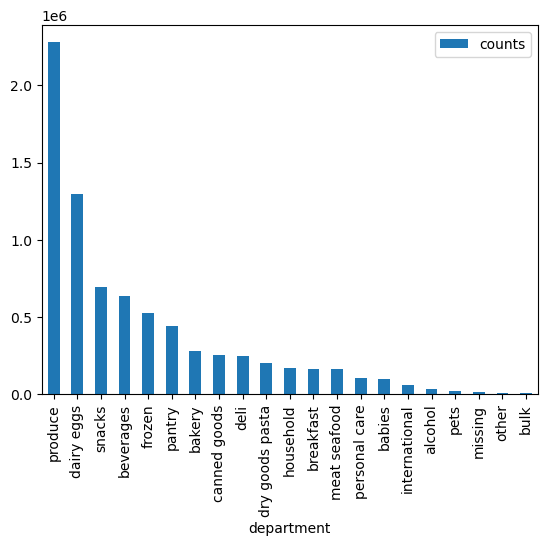 1e6
counts
2.0
1.5
1.0
0.5
0.0
produce
dairy eggs
snacks
beverages
frozen
pantry
bakery
canned goods
deli
dry goods pasta
household
breakfast
meat seafood
personal care
babies
international
alcohol
pets
missing
other
bulk
department